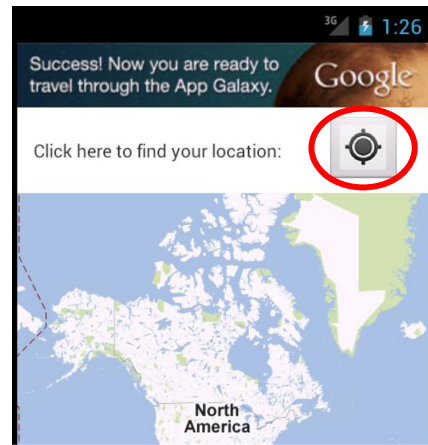 3G 1:26
Success! Now you are ready to
travel through the App Galaxy.
Google
Click here to find your location:
North
America